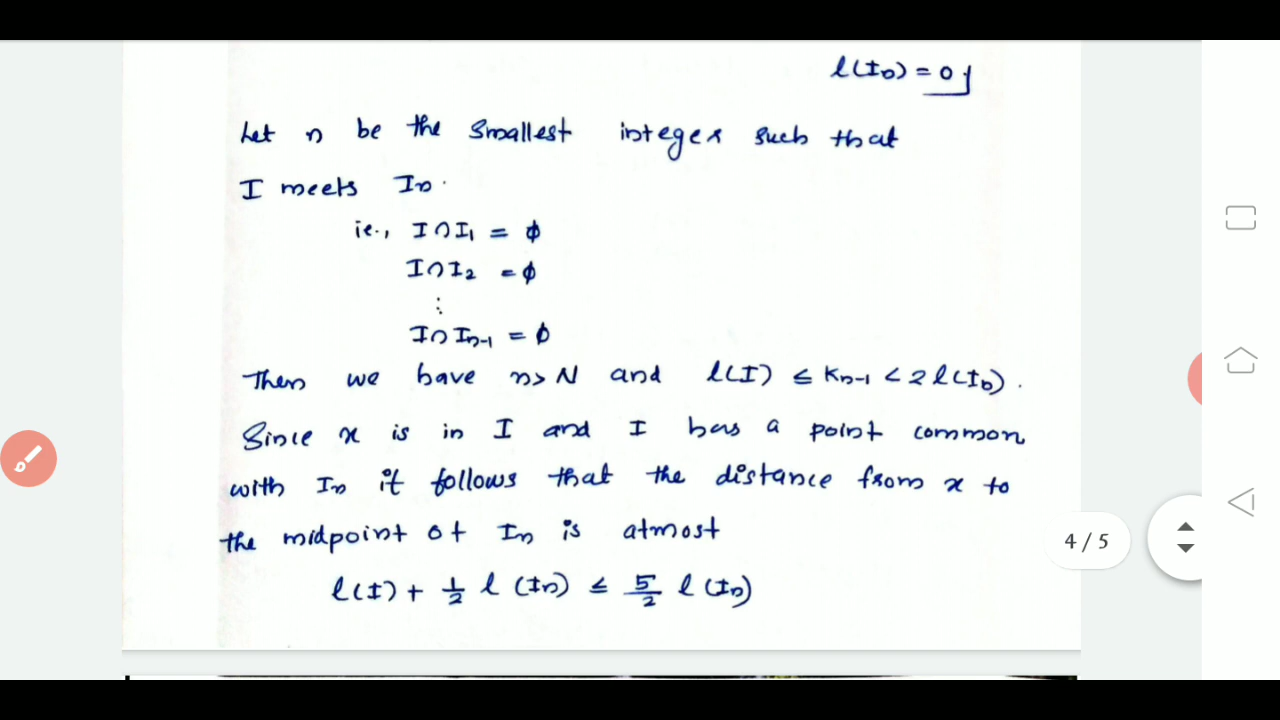 l(In) = 0
Let n be the smallest integer such that
I meets In.
ie., I∩I₁ = ϕ
I∩I₂ = ϕ
⋮
I∩Iₙ₋₁ = ϕ
Then we have n> N and l(I) ≤ Kn-1 < 2 l(In).
Since x is in I and I has a point common
with In it follows that the distance from x to
the midpoint of In is atmost
l(I) + 1/2 l (In) ≤ 5/2 l (In)
4 / 5